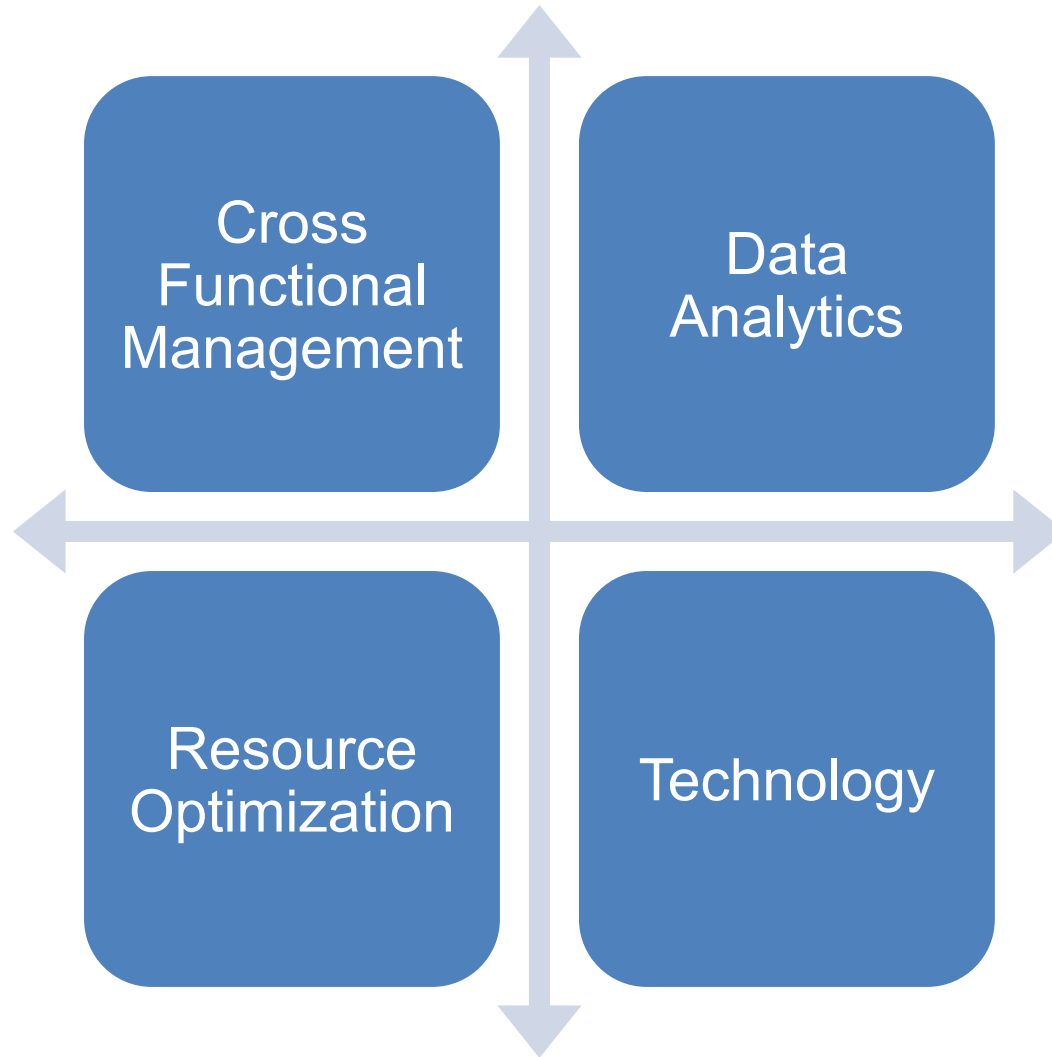 Cross
Functional
Management
Data
Analytics
Resource
Optimization
Technology